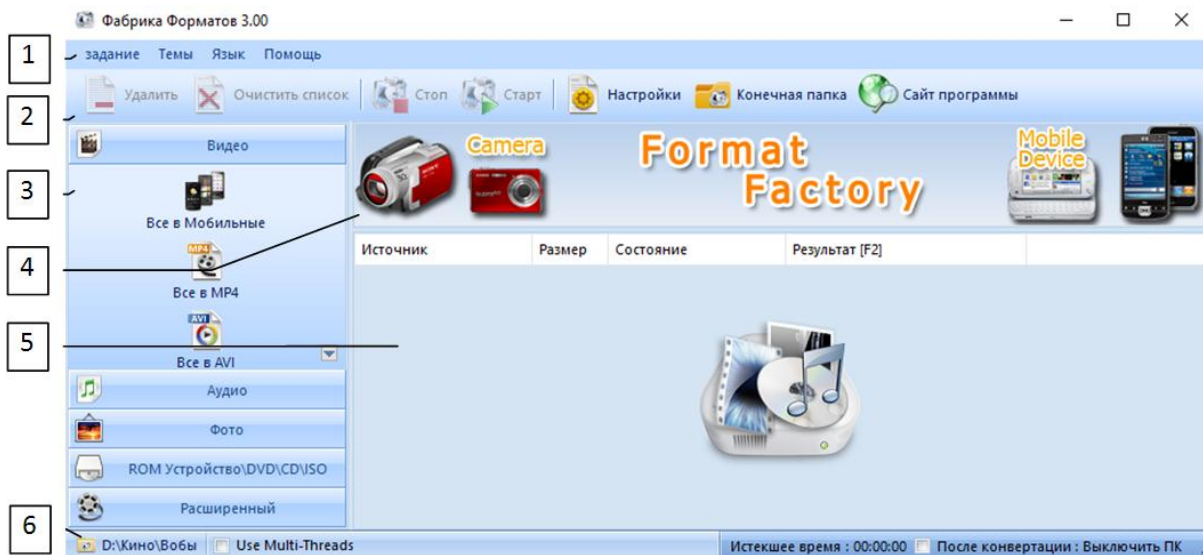 Фабрика Форматов 3.00
1
задание Темы Язык Помощь
2
Удалить Очистить список Стоп Старт Настройки Конечная папка Сайт программы
Видео
Camera
Format
Factory
Mobile
Device
3
Все в Мобильные
4
Источник Размер Состояние Результат [F2]
MP4
Все в MP4
5
AVI
Все в AVI
Аудио
Фото
ROM Устройство\DVD\CD\ISO
Расширенный
6
D:\Кино\Вобы Use Multi-Threads Истекшее время : 00:00:00 После конвертации : Выключить ПК